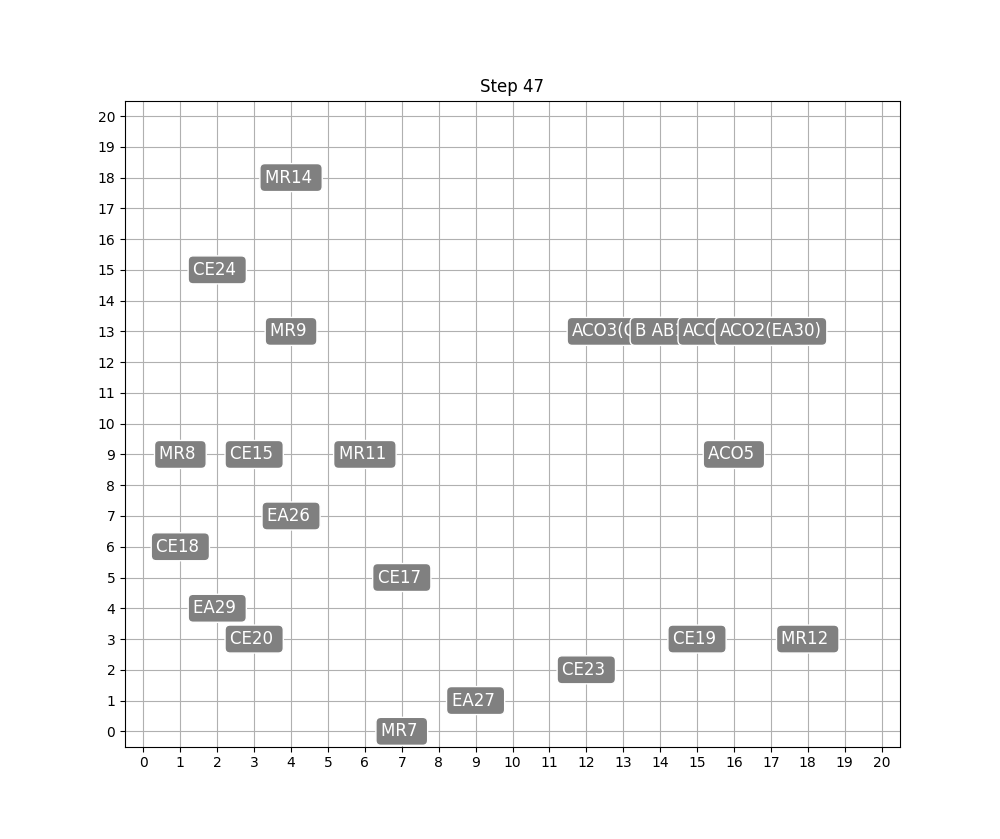 Step 47
20
19
18 MR14
17
16
15 CE24
14
13 MR9 ACO3( B AB ACO ACO2(EA30)
12
11
10
9 MR8 CE15 MR11 ACO5
8
7 EA26
6 CE18
5 CE17
4 EA29
3 CE20 CE19 MR12
2 CE23
1 EA27
0 MR7
0 1 2 3 4 5 6 7 8 9 10 11 12 13 14 15 16 17 18 19 20